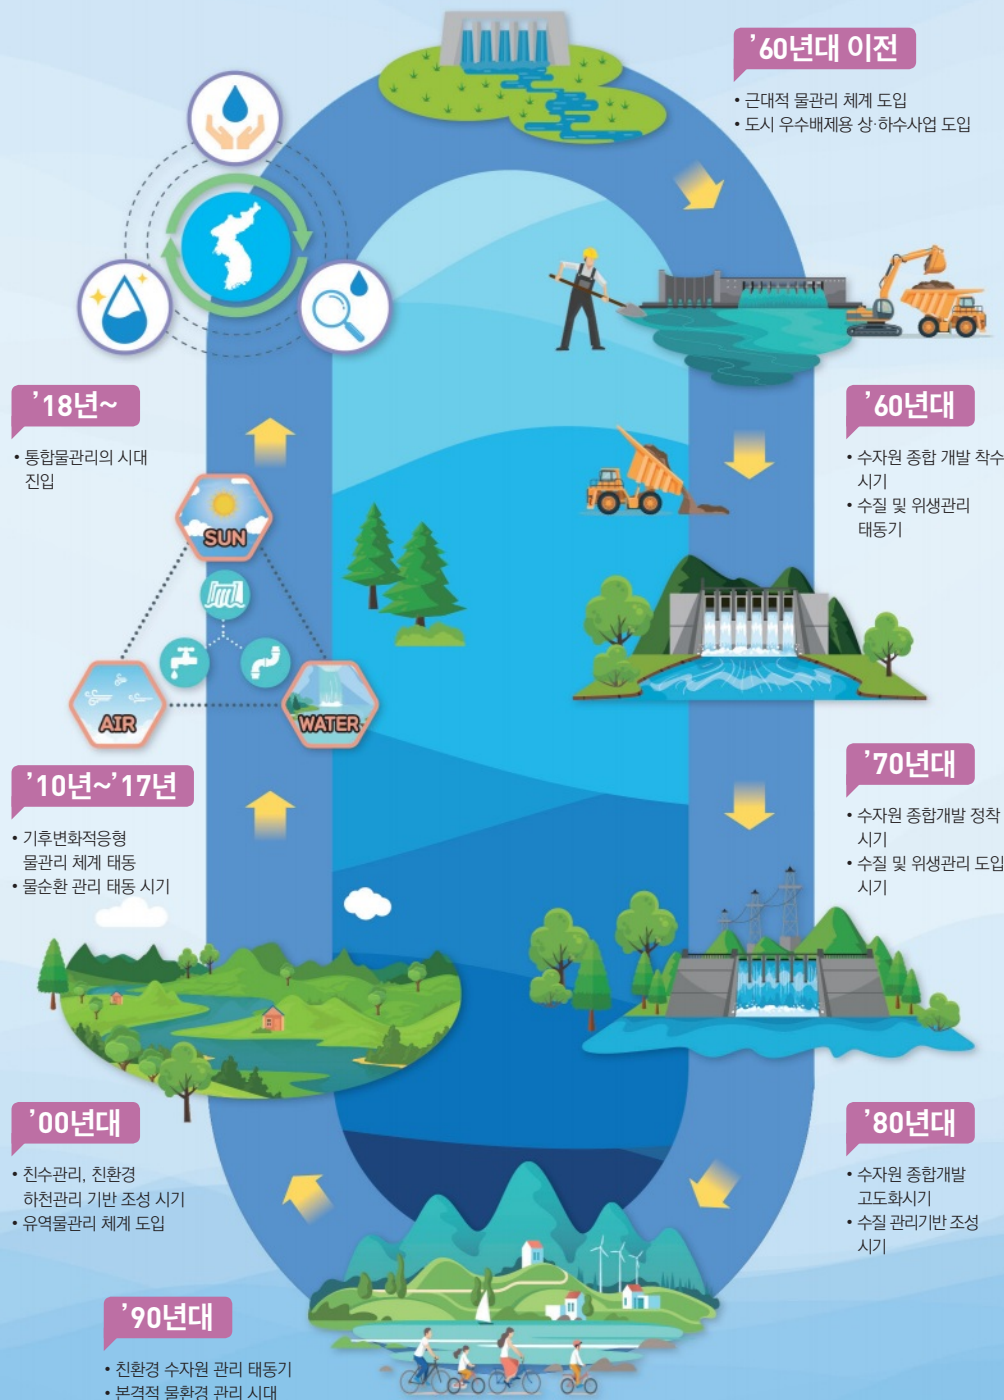 ’60년대 이전
• 근대적 물관리 체계 도입
• 도시 우수배제용 상·하수사업 도입
’60년대
• 수자원 종합 개발 착수
시기
• 수질 및 위생관리
태동기
’70년대
• 수자원 종합개발 정착
시기
• 수질 및 위생관리 도입
시기
’80년대
• 수자원 종합개발
고도화시기
• 수질 관리기반 조성
시기
’90년대
• 친환경 수자원 관리 태동기
• 본격적 물환경 관리 시대
’00년대
• 친수관리, 친환경
하천관리 기반 조성 시기
• 유역물관리 체계 도입
’10년~’17년
• 기후변화적응형
물관리 체계 태동
• 물순환 관리 태동 시기
SUN
AIR
WATER
’18년~
• 통합물관리의 시대
진입